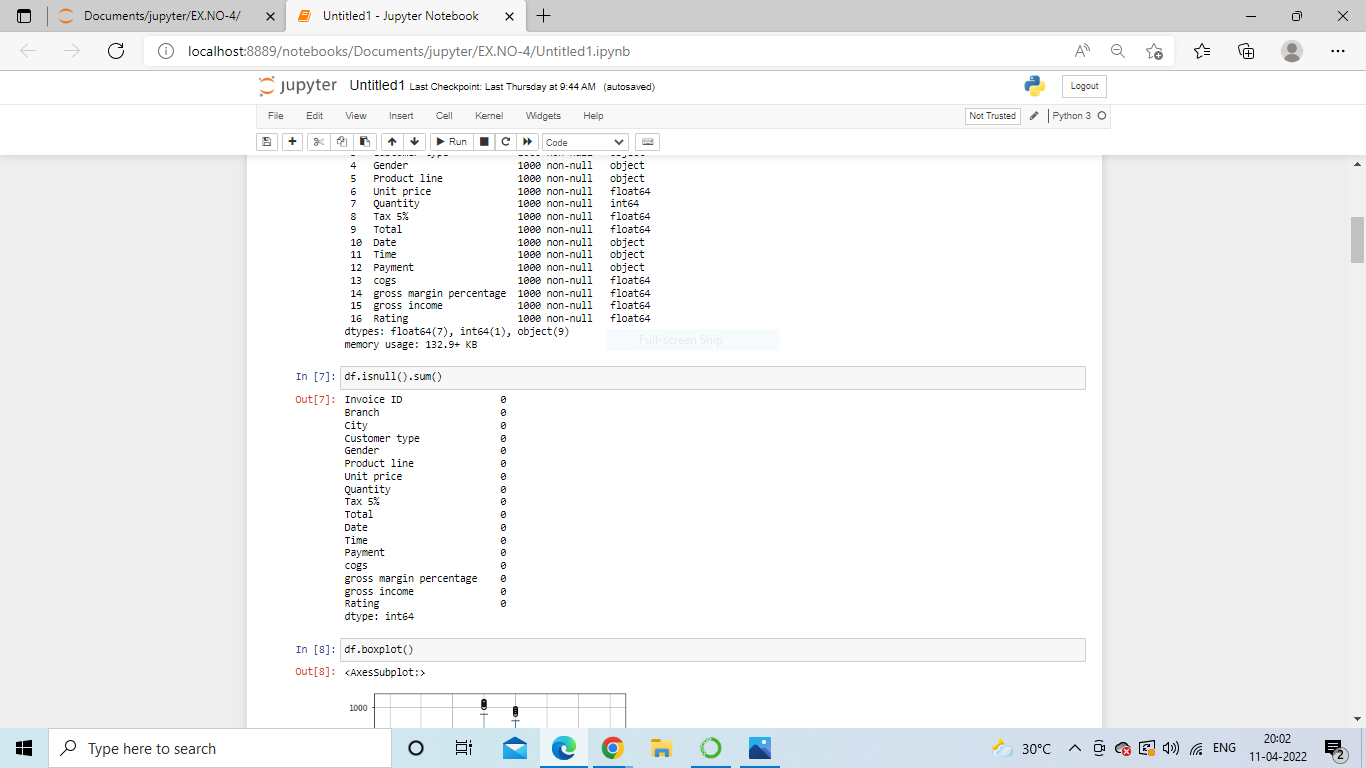 Documents/jupyter/EX.NO-4/
Untitled1 - Jupyter Notebook
localhost:8889/notebooks/Documents/jupyter/EX.NO-4/Untitled1.ipynb
jupyter Untitled1 Last Checkpoint: Last Thursday at 9:44 AM (autosaved)
Logout
File Edit View Insert Cell Kernel Widgets Help
Not Trusted Python 3
Run Code
4 Gender 1000 non-null object
5 Product line 1000 non-null object
6 Unit price 1000 non-null float64
7 Quantity 1000 non-null int64
8 Tax 5% 1000 non-null float64
9 Total 1000 non-null float64
10 Date 1000 non-null object
11 Time 1000 non-null object
12 Payment 1000 non-null object
13 cogs 1000 non-null float64
14 gross margin percentage 1000 non-null float64
15 gross income 1000 non-null float64
16 Rating 1000 non-null float64
dtypes: float64(7), int64(1), object(9)
memory usage: 132.9+ KB
Full-screen Snip
In [7]: df.isnull().sum()
Out[7]: Invoice ID 0
Branch 0
City 0
Customer type 0
Gender 0
Product line 0
Unit price 0
Quantity 0
Tax 5% 0
Total 0
Date 0
Time 0
Payment 0
cogs 0
gross margin percentage 0
gross income 0
Rating 0
dtype: int64
In [8]: df.boxplot()
Out[8]: <AxesSubplot:>
1000
Type here to search
30°C
ENG
20:02
11-04-2022
2